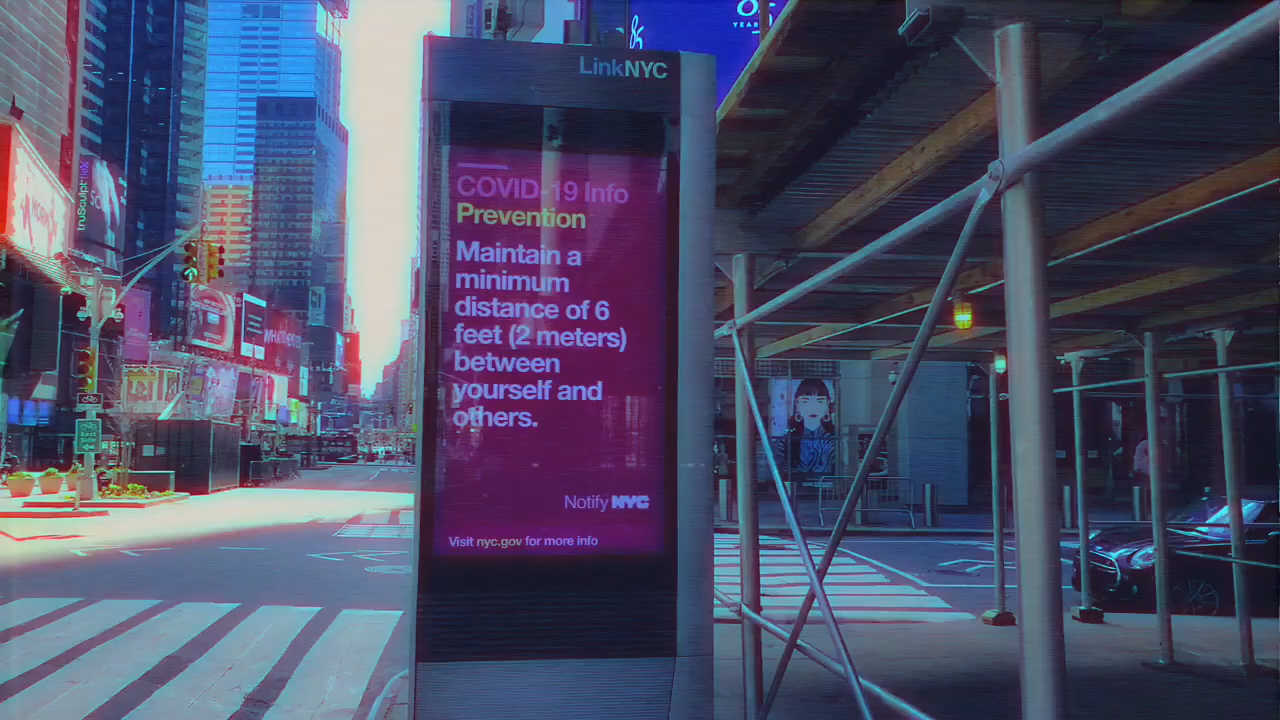 LinkNYC
COVID-19 Info
Prevention
Maintain a
minimum
distance of 6
feet (2 meters)
between
yourself and
others.
Notify NYC
Visit nyc.gov for more info
truSculptflex